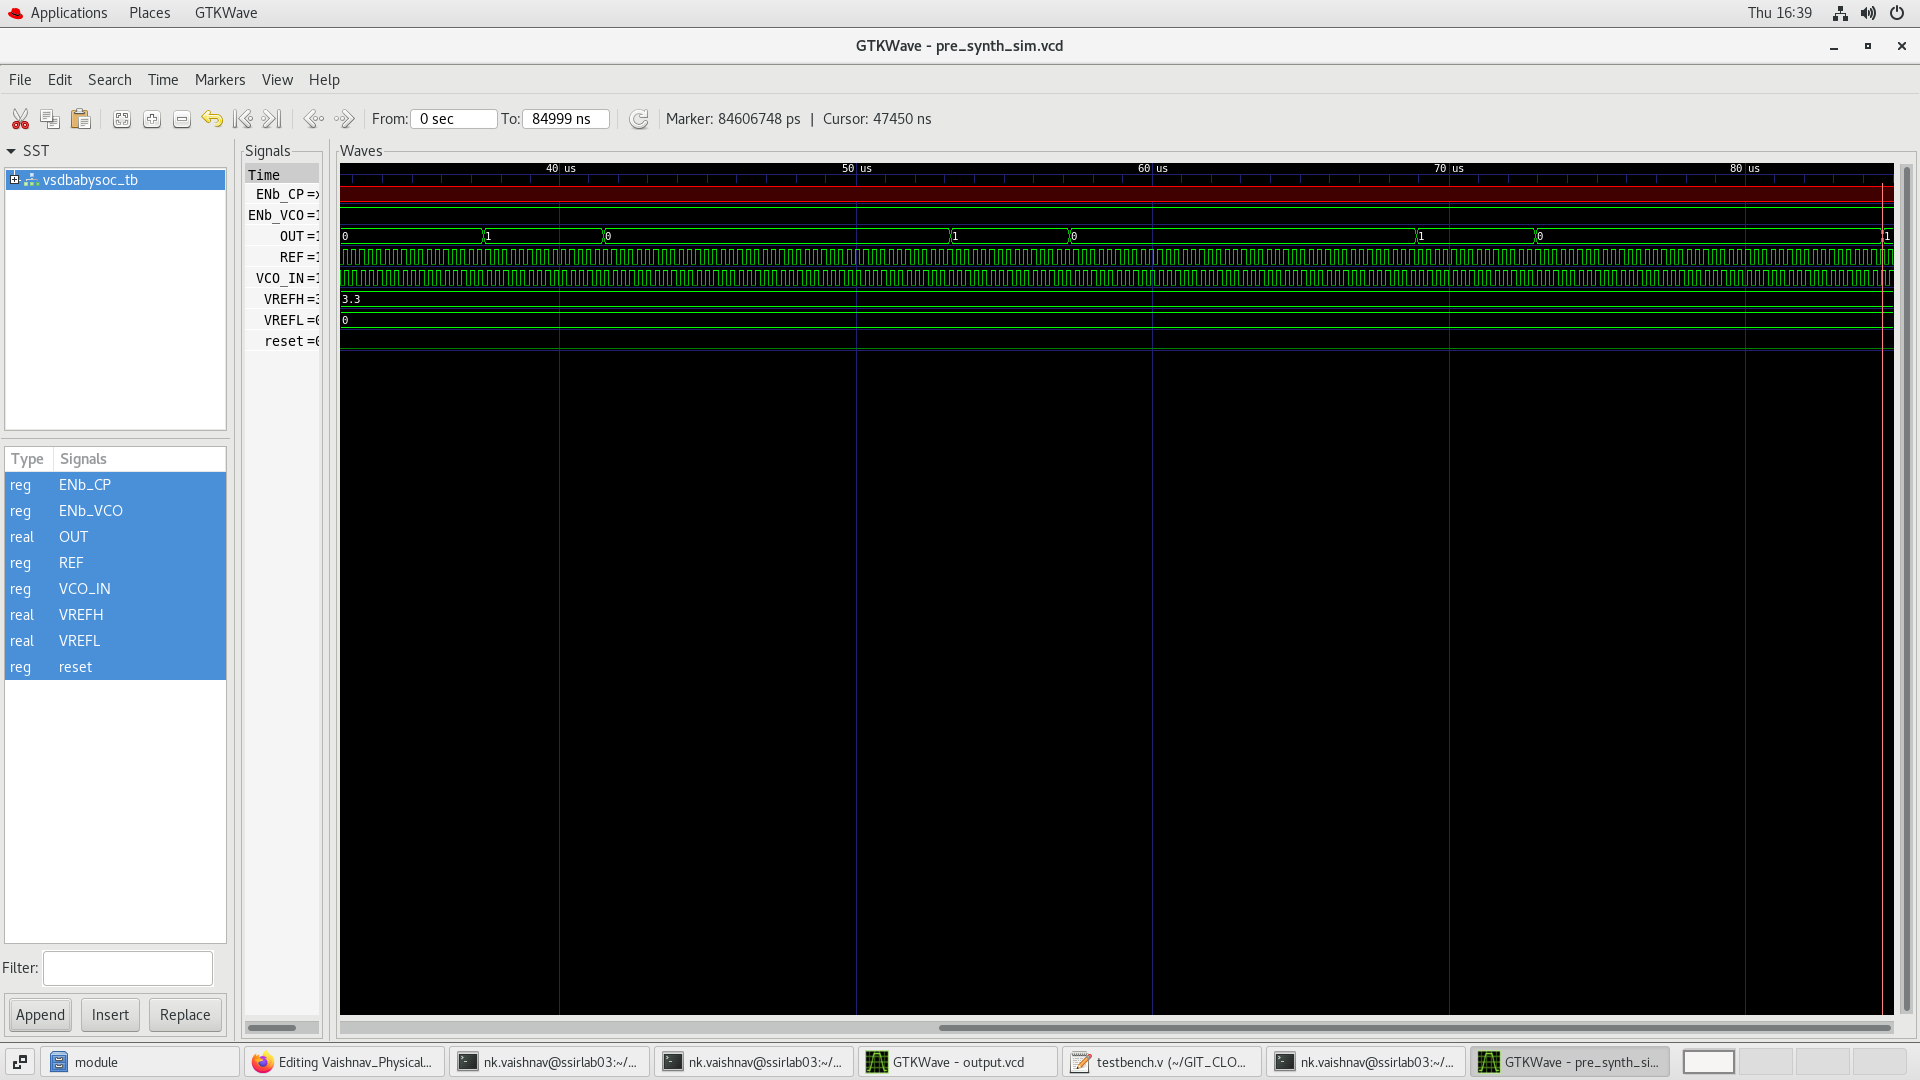 Applications Places GTKWave Thu 16:39
GTKWave - pre_synth_sim.vcd
File Edit Search Time Markers View Help
From: 0 sec To: 84999 ns Marker: 84606748 ps | Cursor: 47450 ns
SST
vsdbabysoc_tb
Type Signals
reg ENb_CP
reg ENb_VCO
real OUT
reg REF
reg VCO_IN
real VREFH
real VREFL
reg reset
Filter:
Append Insert Replace
Signals
Time
ENb_CP =x
ENb_VCO =1
OUT =1
REF =1
VCO_IN =1
VREFH =3
VREFL =0
reset =0
Waves
40 us 50 us 60 us 70 us 80 us
0 1 0 1 0 1 0 1
3.3
0
module Editing Vaishnav_Physical... nk.vaishnav@ssirlab03:~/... nk.vaishnav@ssirlab03:~/... GTKWave - output.vcd testbench.v (~/GIT_CLO... nk.vaishnav@ssirlab03:~/... GTKWave - pre_synth_si...